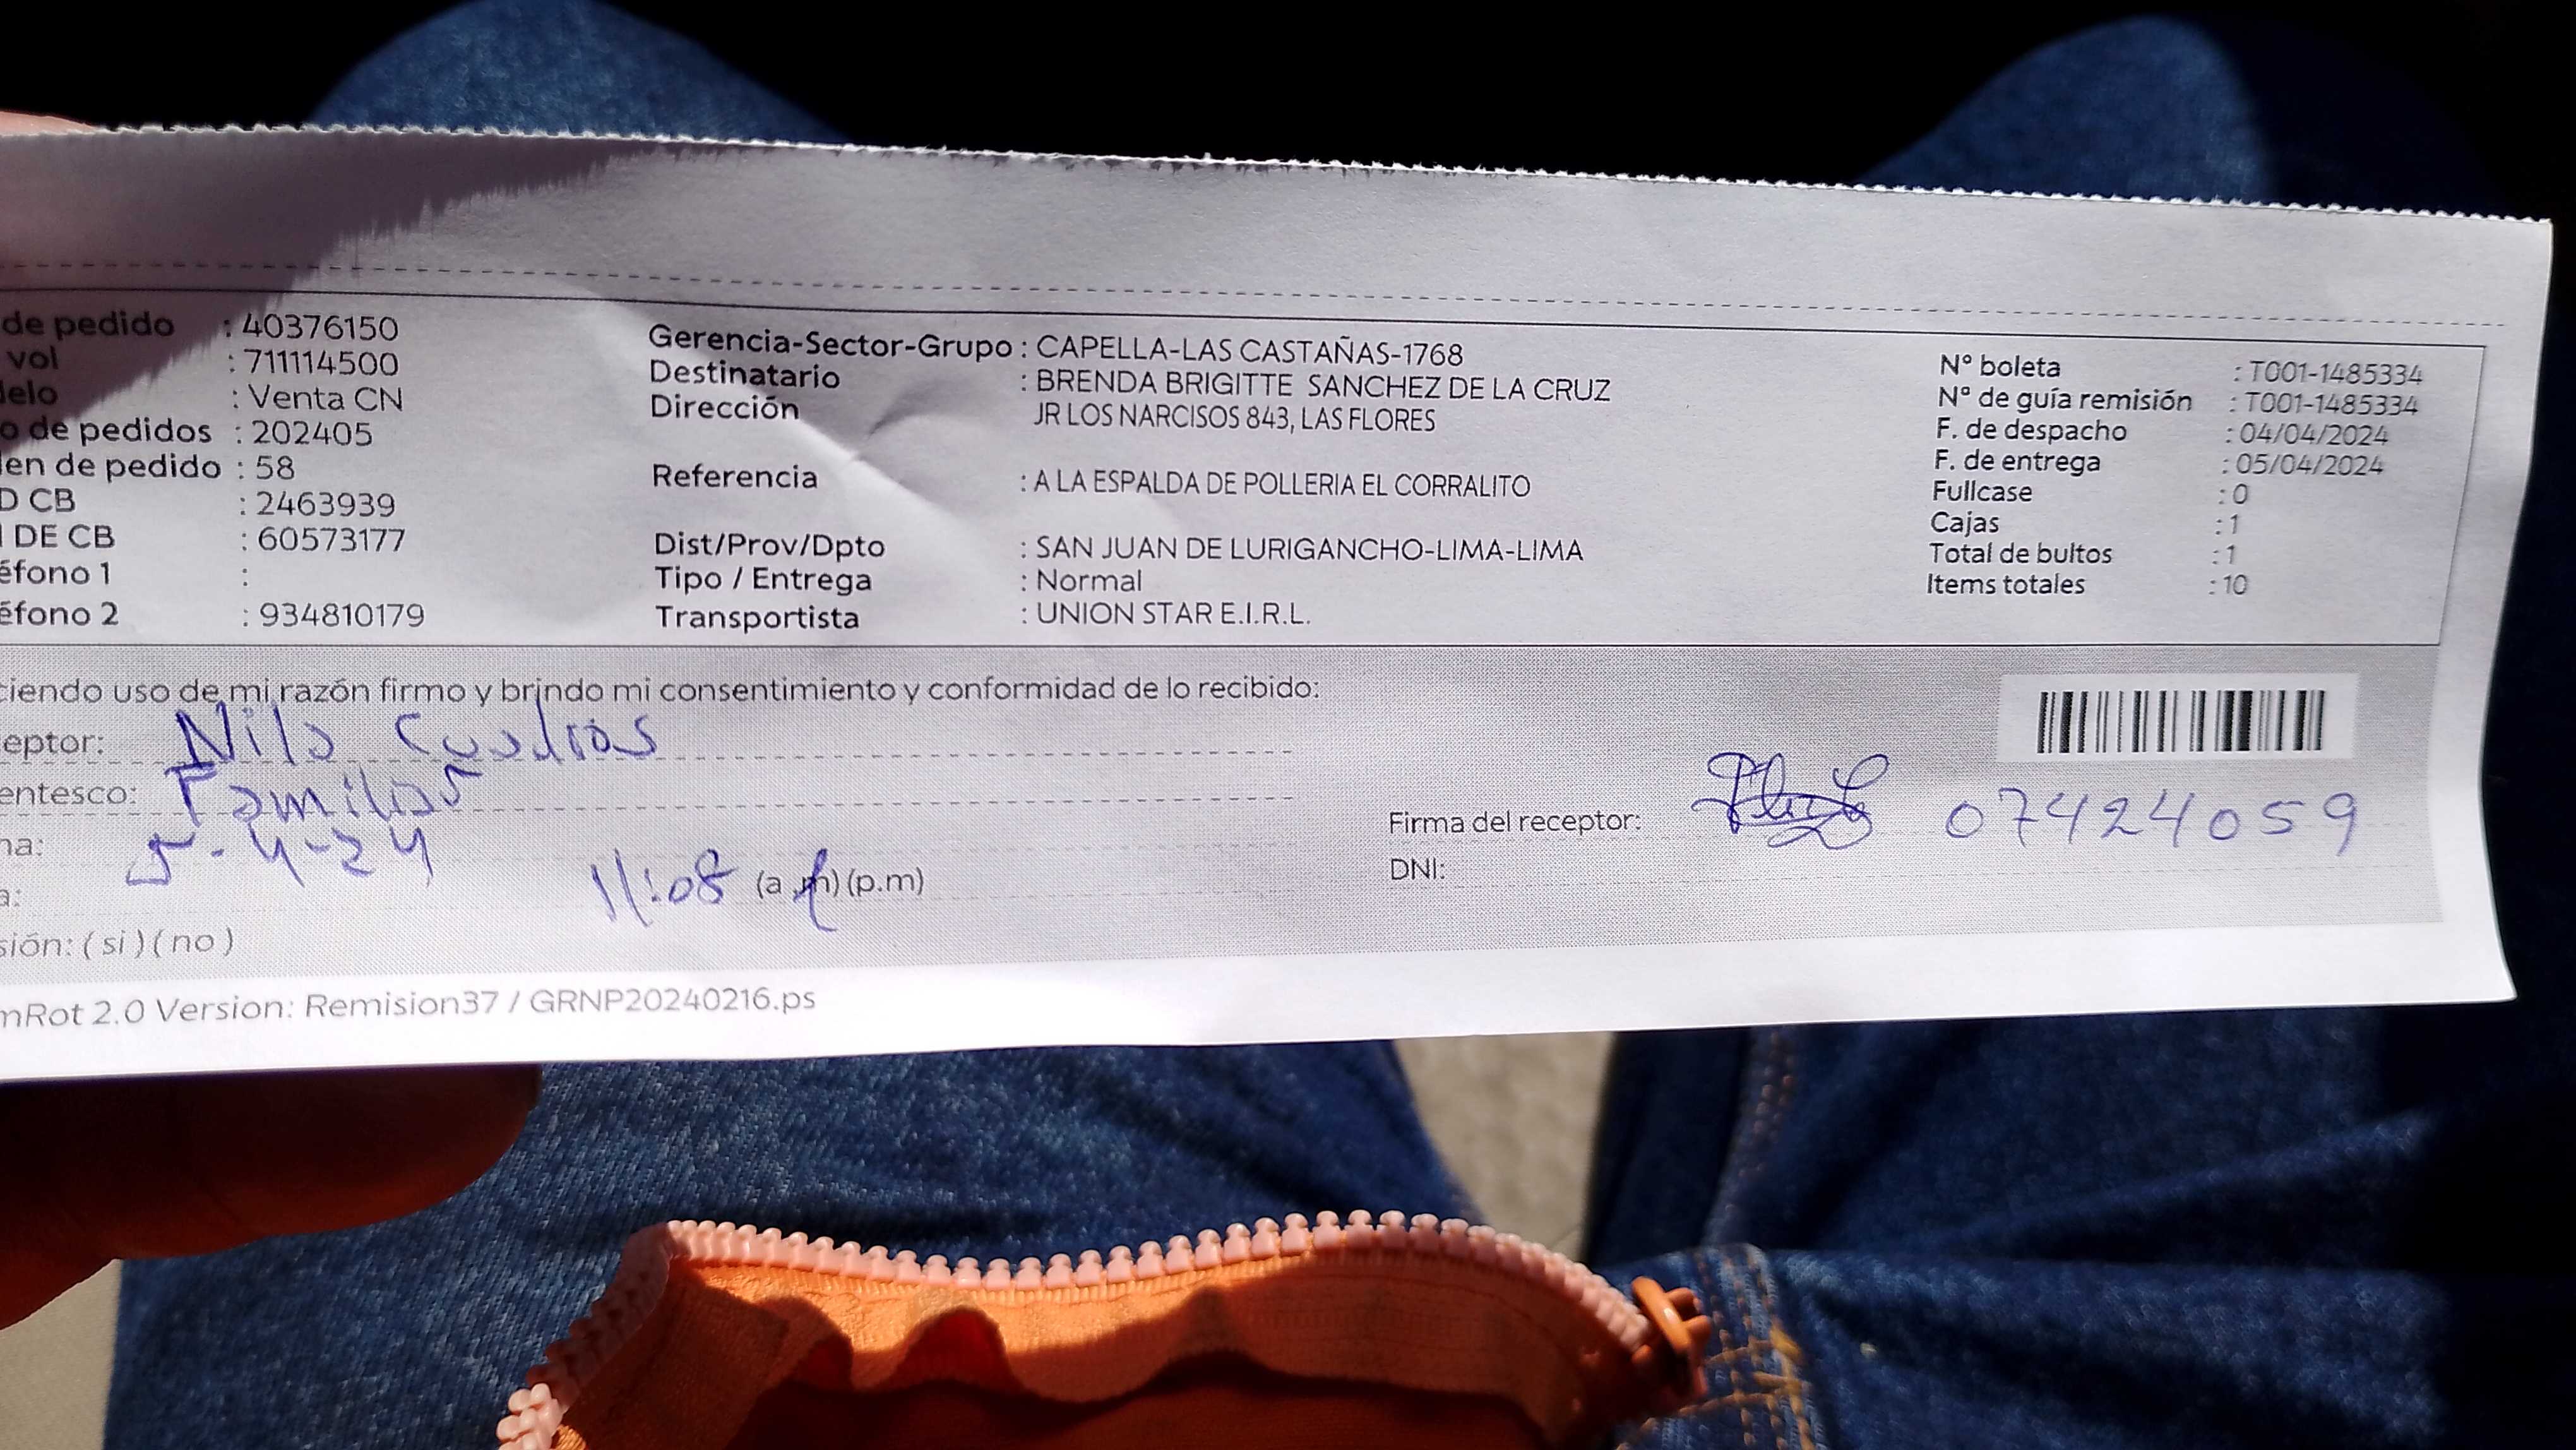 de pedido : 40376150
vol : 711114500
delo : Venta CN
o de pedidos : 202405
den de pedido : 58
D CB : 2463939
I DE CB : 60573177
éfono 1 :
éfono 2 : 934810179
Gerencia-Sector-Grupo : CAPELLA-LAS CASTAÑAS-1768
Destinatario : BRENDA BRIGITTE SANCHEZ DE LA CRUZ
Dirección JR LOS NARCISOS 843, LAS FLORES
Referencia : A LA ESPALDA DE POLLERIA EL CORRALITO
Dist/Prov/Dpto : SAN JUAN DE LURIGANCHO-LIMA-LIMA
Tipo / Entrega : Normal
Transportista : UNION STAR E.I.R.L.
Nº boleta : T001-1485334
Nº de guía remisión : T001-1485334
F. de despacho : 04/04/2024
F. de entrega : 05/04/2024
Fullcase : 0
Cajas : 1
Total de bultos : 1
Items totales : 10
ciendo uso de mi razón firmo y brindo mi consentimiento y conformidad de lo recibido:
eptor: Nilo Cuadros
entesco: Familiar
ha: 5-4-24
a: 11:08 (a.m) (p.m)
sión: ( si ) ( no )
Firma del receptor: 07424059
DNI:
mRot 2.0 Version: Remision37 / GRNP20240216.ps